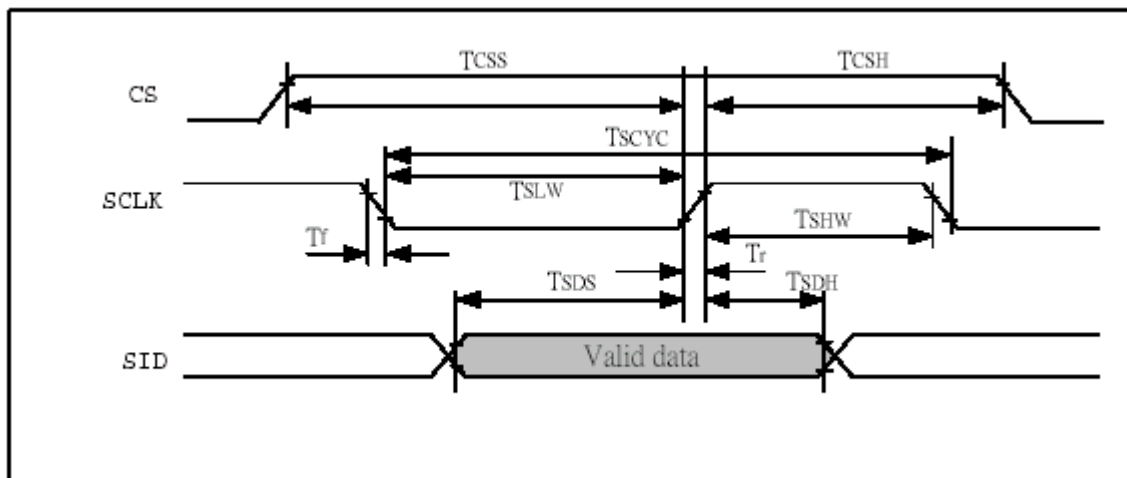 TCSS
TCSH
CS
TSCYC
TSLW
SCLK
TSHW
Tf
Tr
TSDS
TSDH
Valid data
SID